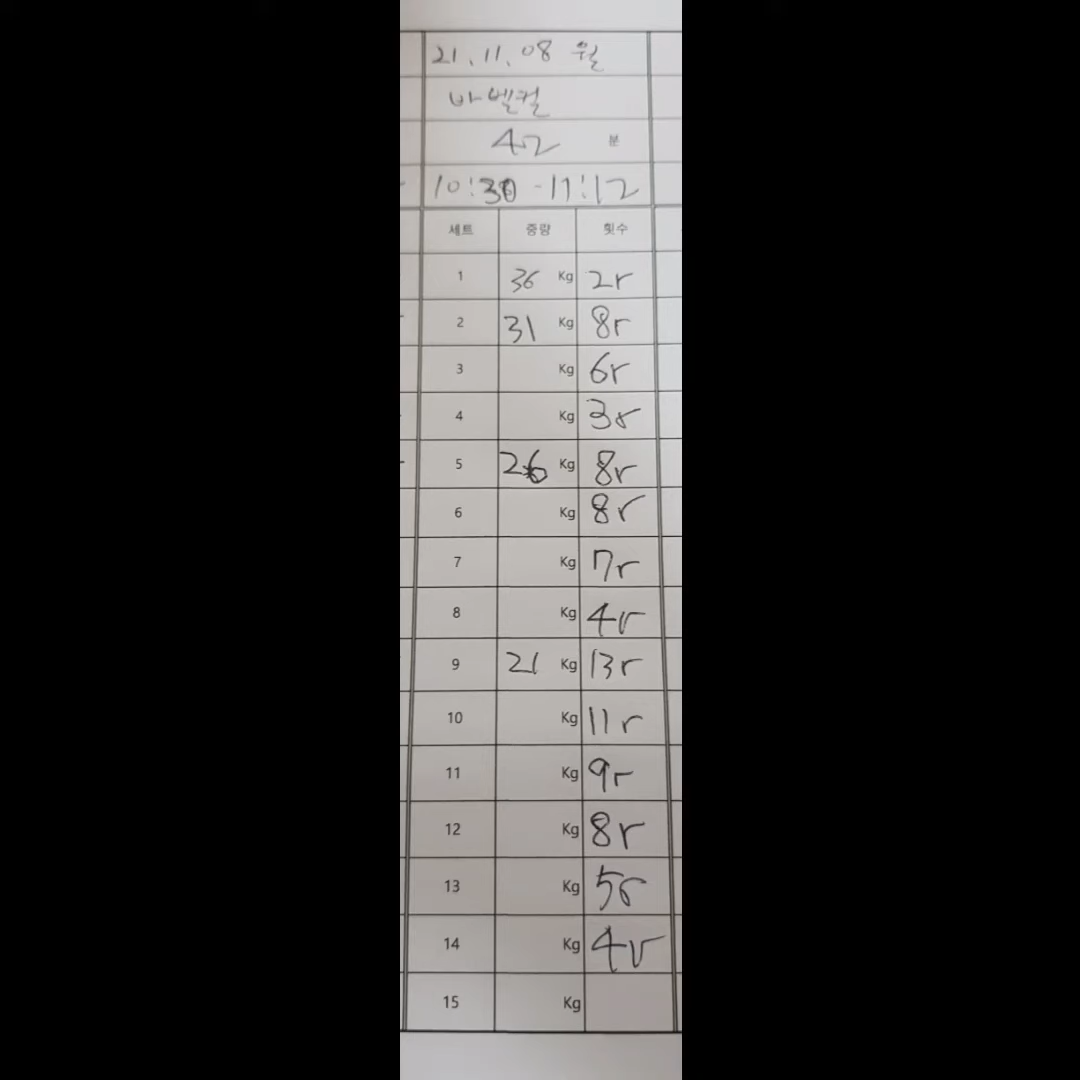 21.11.08 월
바벨컬
42 분
10:30 - 11:12
세트 중량 횟수
1 36 Kg 2r
2 31 Kg 8r
3 Kg 6r
4 Kg 3r
5 26 Kg 8r
6 Kg 8r
7 Kg 7r
8 Kg 4r
9 21 Kg 13r
10 Kg 11r
11 Kg 9r
12 Kg 8r
13 Kg 5r
14 Kg 4r
15 Kg